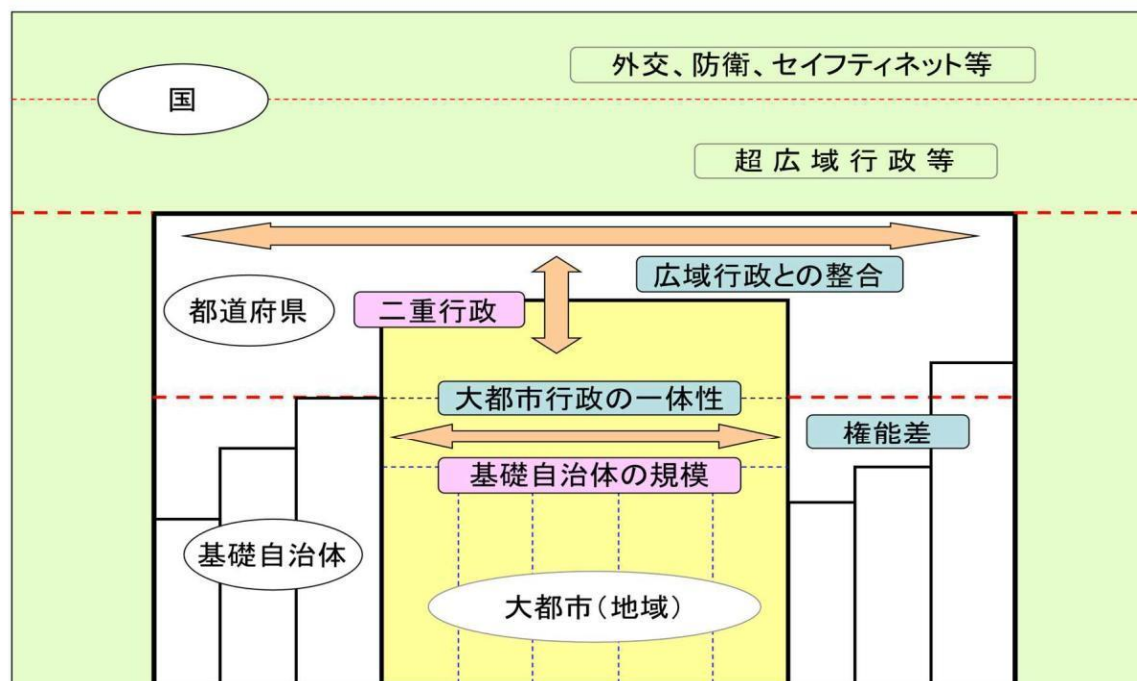 外交、防衛、セイフティネット等
国
超広域行政等
広域行政との整合
都道府県
二重行政
大都市行政の一体性
権能差
基礎自治体の規模
基礎自治体
大都市(地域)